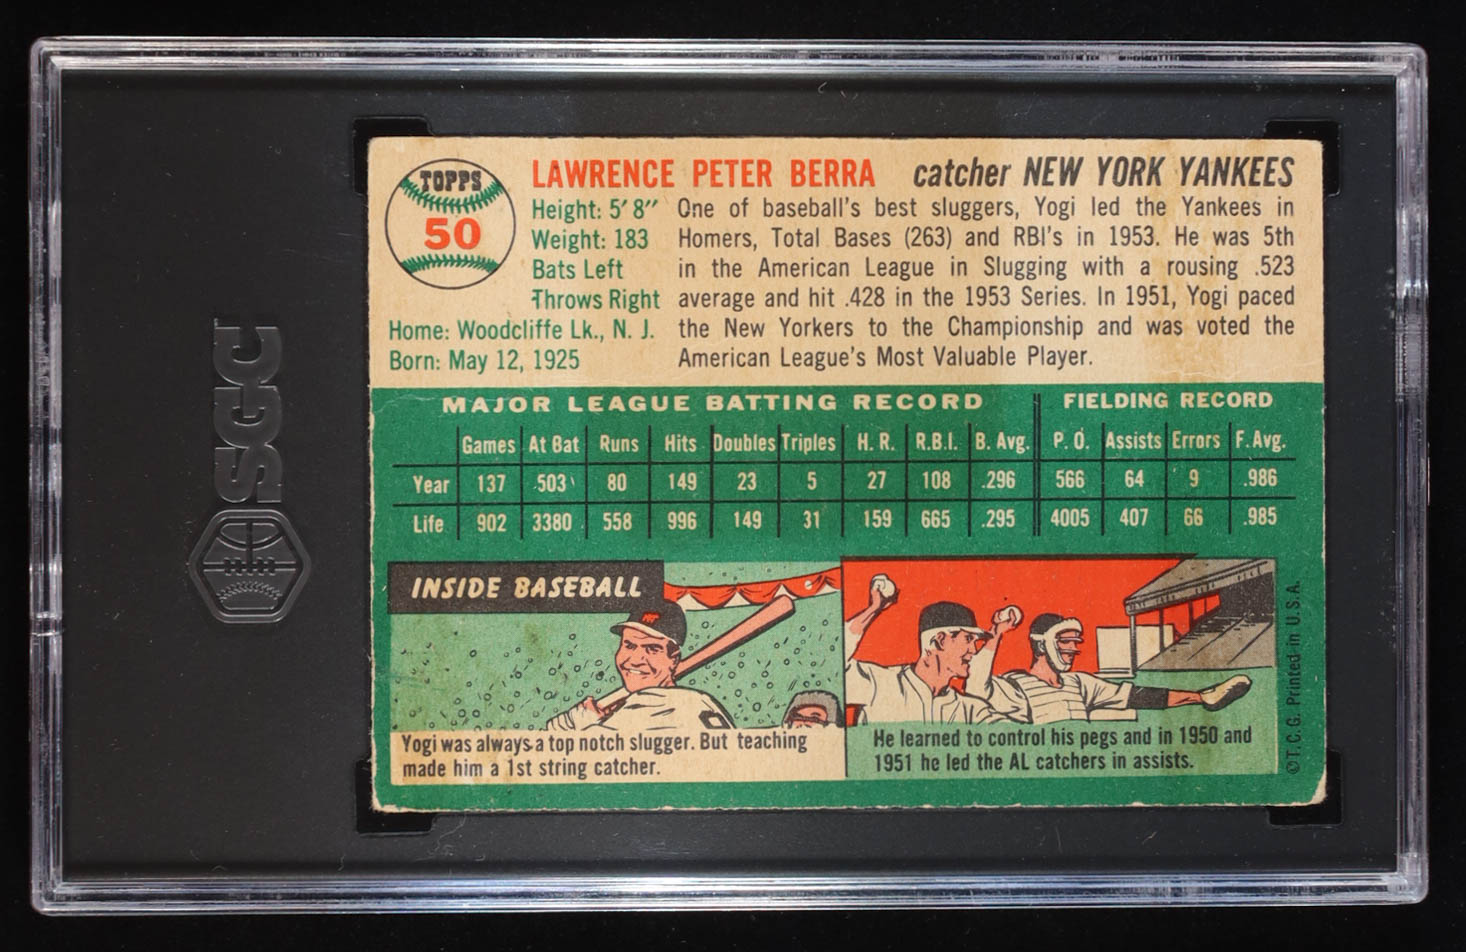 SGC
TOPPS
50
LAWRENCE PETER BERRA catcher NEW YORK YANKEES
Height: 5' 8"
Weight: 183
Bats Left
Throws Right
Home: Woodcliffe Lk., N. J.
Born: May 12, 1925
One of baseball's best sluggers, Yogi led the Yankees in
Homers, Total Bases (263) and RBI's in 1953. He was 5th
in the American League in Slugging with a rousing .523
average and hit .428 in the 1953 Series. In 1951, Yogi paced
the New Yorkers to the Championship and was voted the
American League's Most Valuable Player.
MAJOR LEAGUE BATTING RECORD FIELDING RECORD
Games At Bat Runs Hits Doubles Triples H. R. R.B.I. B. Avg. P. O. Assists Errors F. Avg.
Year 137 503 80 149 23 5 27 108 .296 566 64 9 .986
Life 902 3380 558 996 149 31 159 665 .295 4005 407 66 .985
INSIDE BASEBALL
Yogi was always a top notch slugger. But teaching
made him a 1st string catcher.
He learned to control his pegs and in 1950 and
1951 he led the AL catchers in assists.
©T.C.G. Printed in U.S.A.